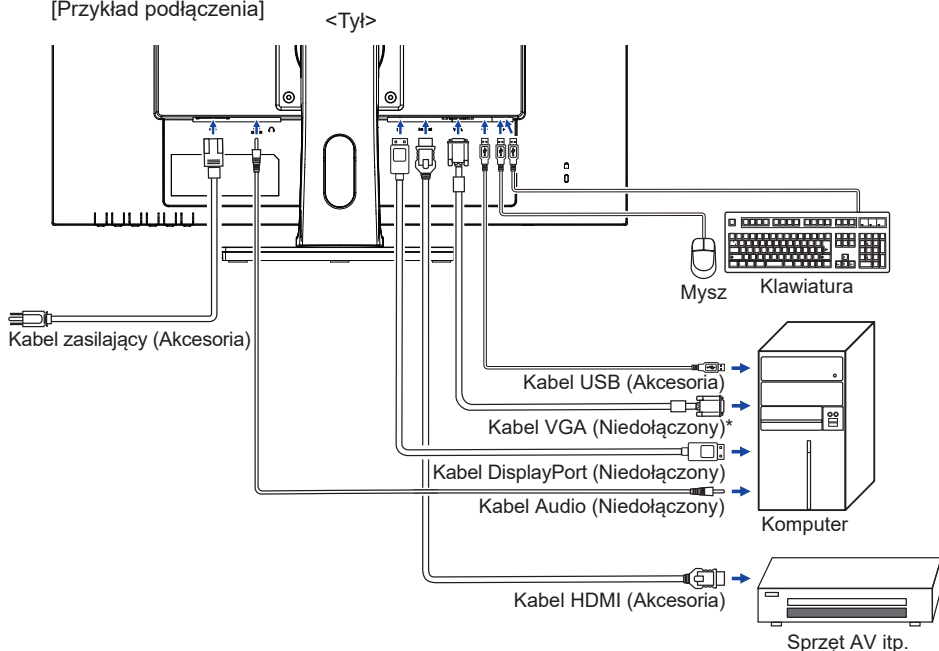 [Przykład podłączenia]
<Tył>
Mysz
Klawiatura
Kabel zasilający (Akcesoria)
Kabel USB (Akcesoria)
Kabel VGA (Niedołączony)*
Kabel DisplayPort (Niedołączony)
Kabel Audio (Niedołączony)
Komputer
Kabel HDMI (Akcesoria)
Sprzęt AV itp.